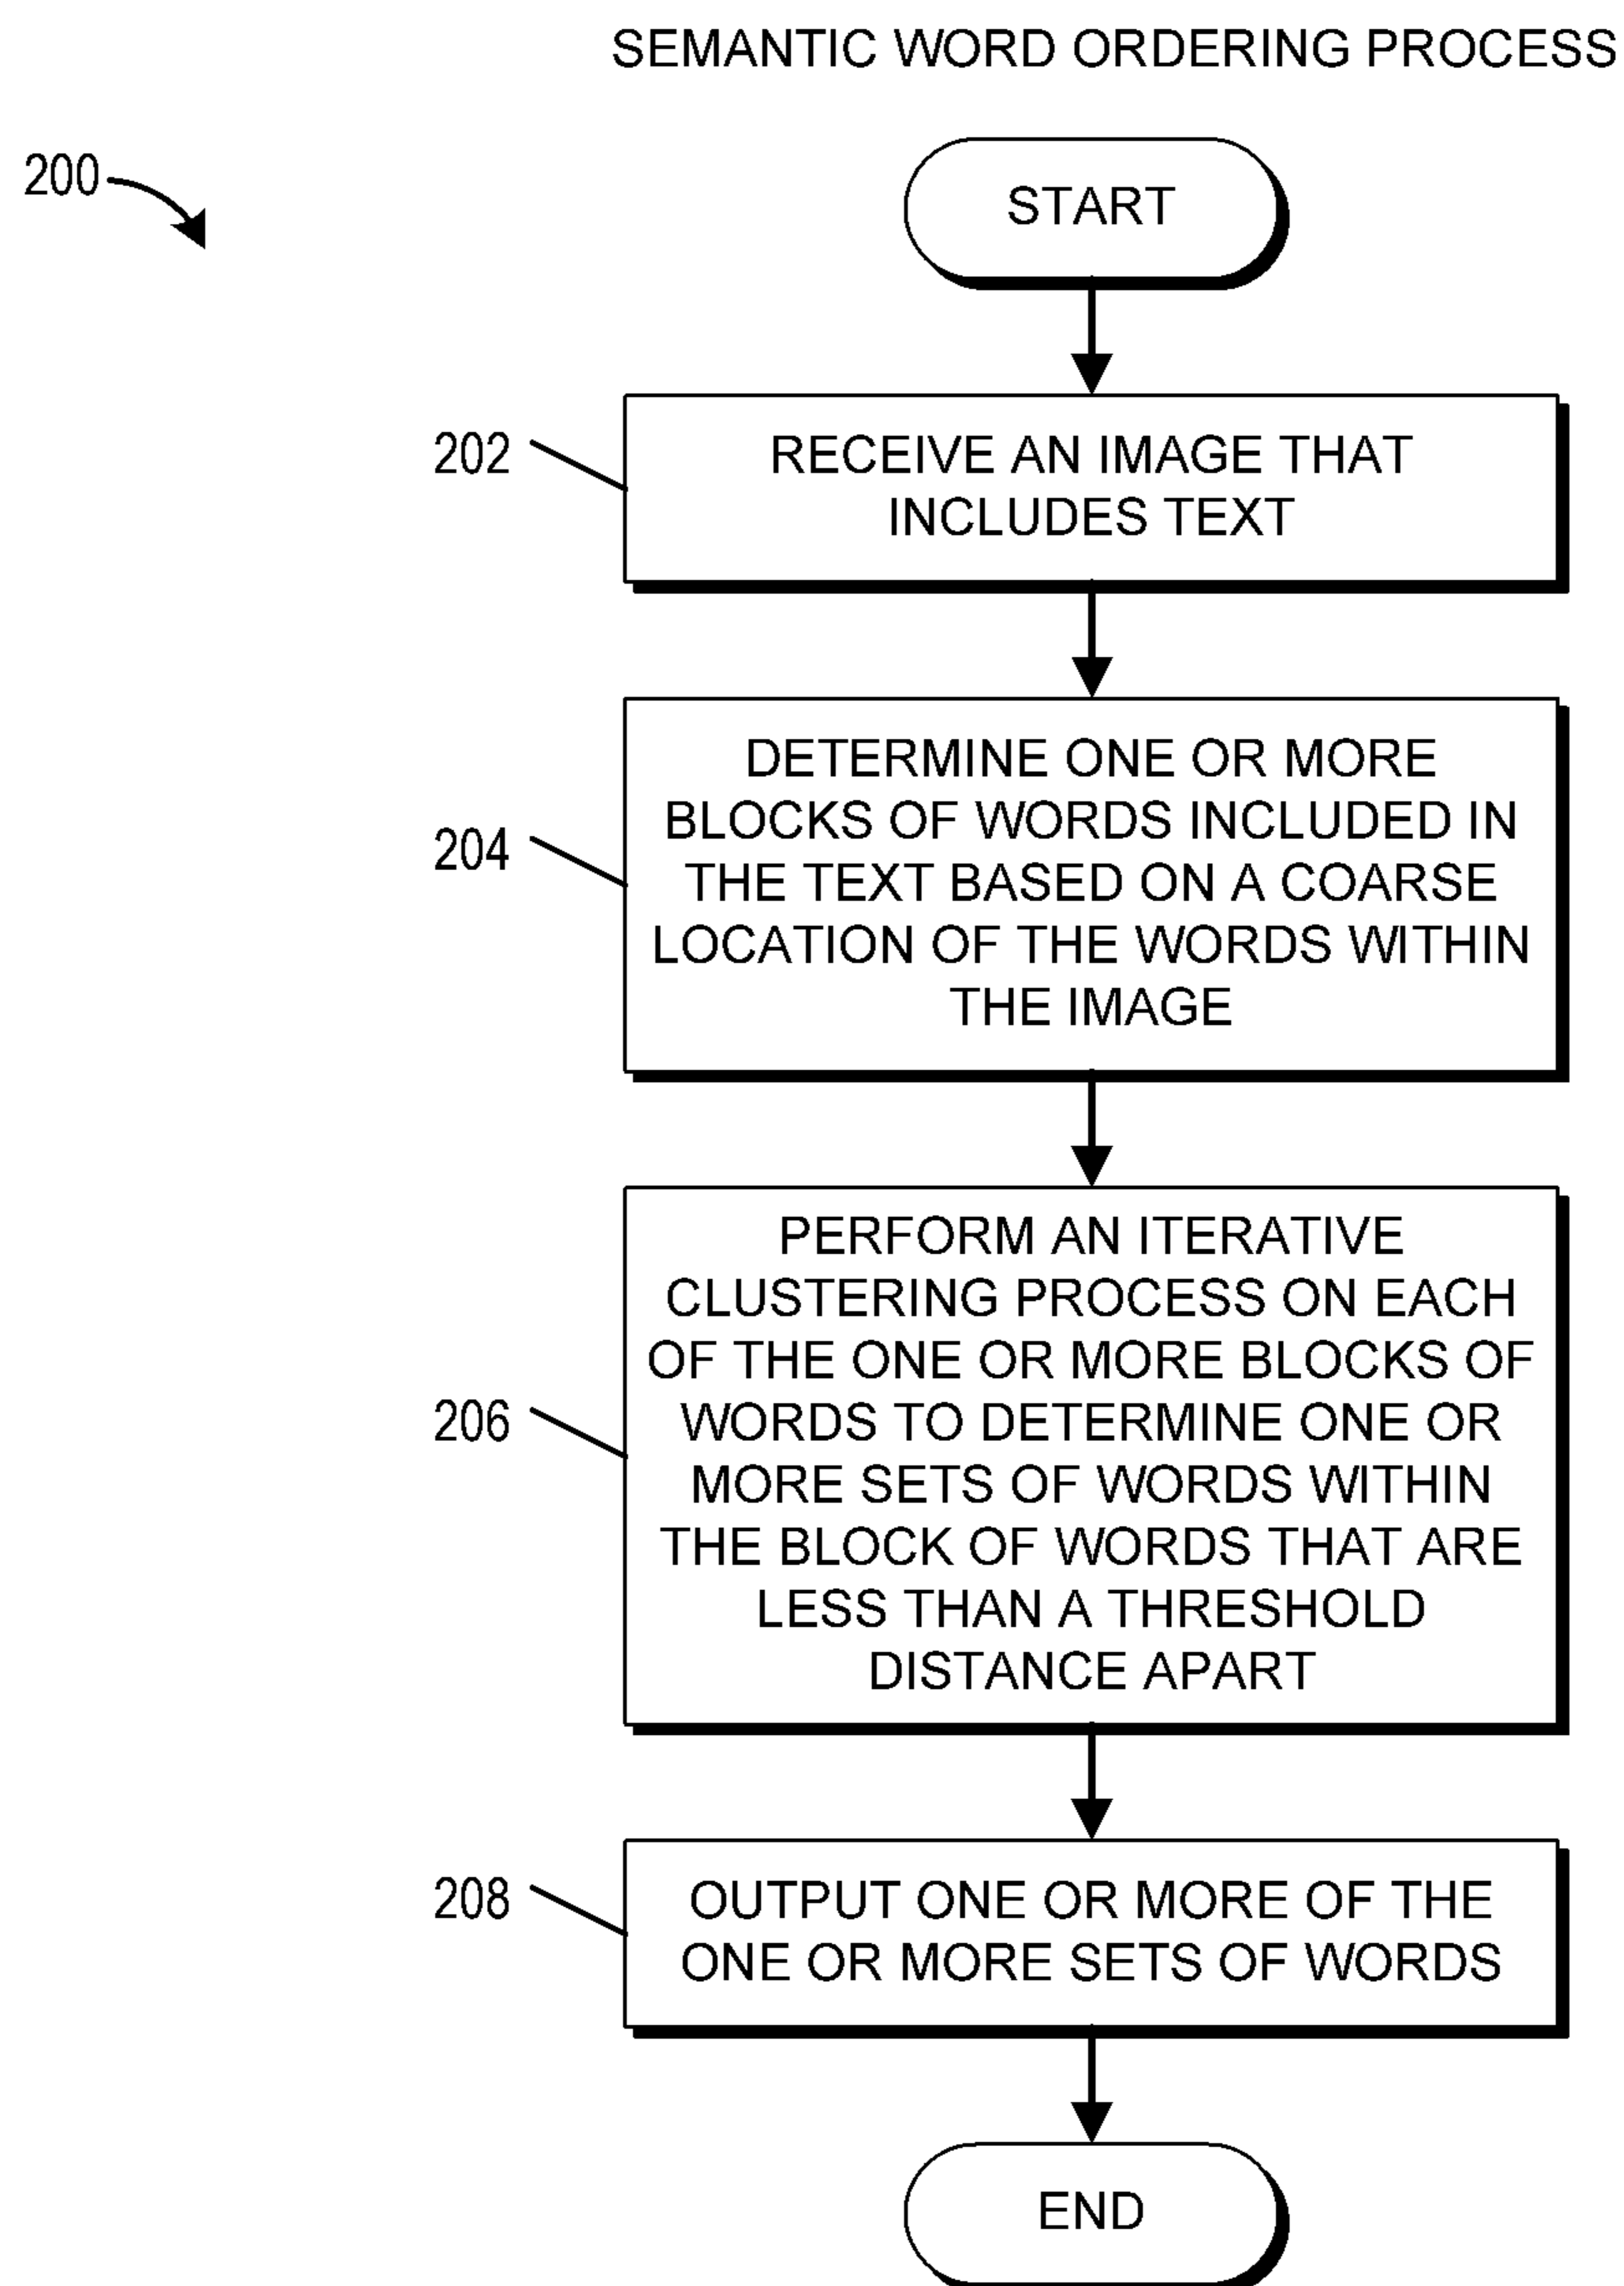 SEMANTIC WORD ORDERING PROCESS
200
START
202
RECEIVE AN IMAGE THAT
INCLUDES TEXT
204
DETERMINE ONE OR MORE
BLOCKS OF WORDS INCLUDED IN
THE TEXT BASED ON A COARSE
LOCATION OF THE WORDS WITHIN
THE IMAGE
206
PERFORM AN ITERATIVE
CLUSTERING PROCESS ON EACH
OF THE ONE OR MORE BLOCKS OF
WORDS TO DETERMINE ONE OR
MORE SETS OF WORDS WITHIN
THE BLOCK OF WORDS THAT ARE
LESS THAN A THRESHOLD
DISTANCE APART
208
OUTPUT ONE OR MORE OF THE
ONE OR MORE SETS OF WORDS
END